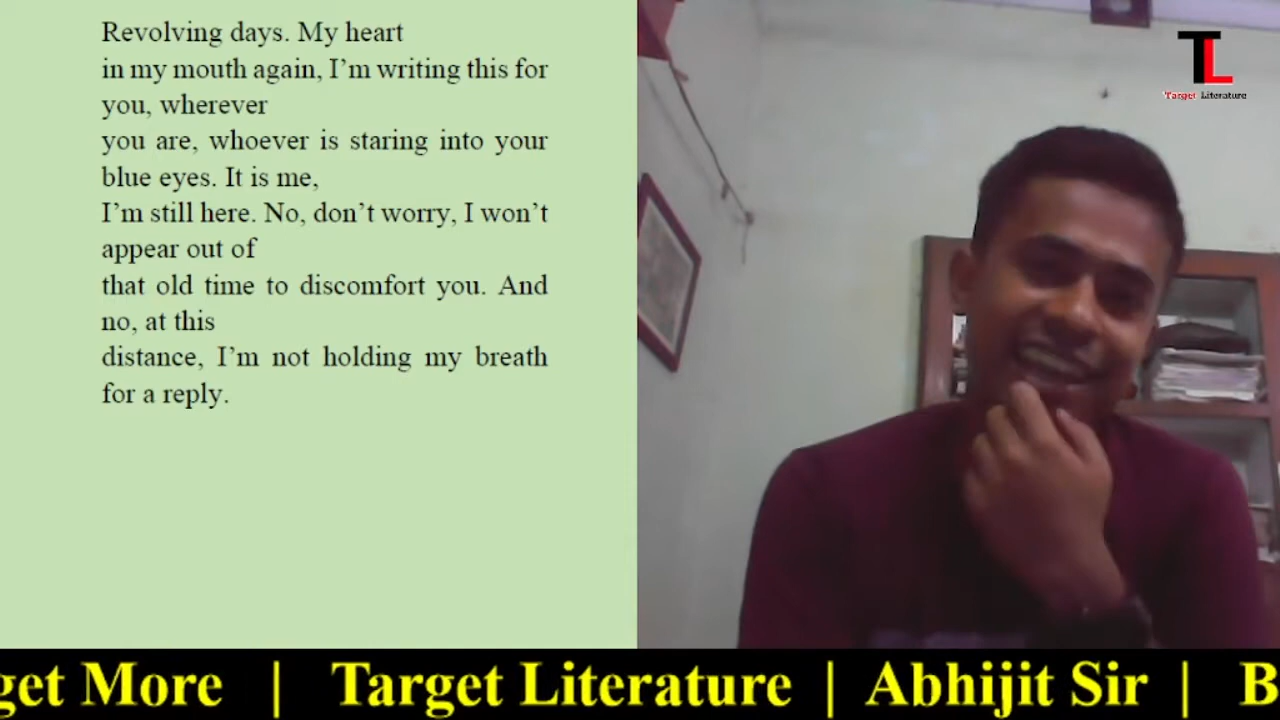 Revolving days. My heart
in my mouth again, I'm writing this for
you, wherever
you are, whoever is staring into your
blue eyes. It is me,
I'm still here. No, don't worry, I won't
appear out of
that old time to discomfort you. And
no, at this
distance, I'm not holding my breath
for a reply.
TL
Target Literature
get More | Target Literature | Abhijit Sir | B